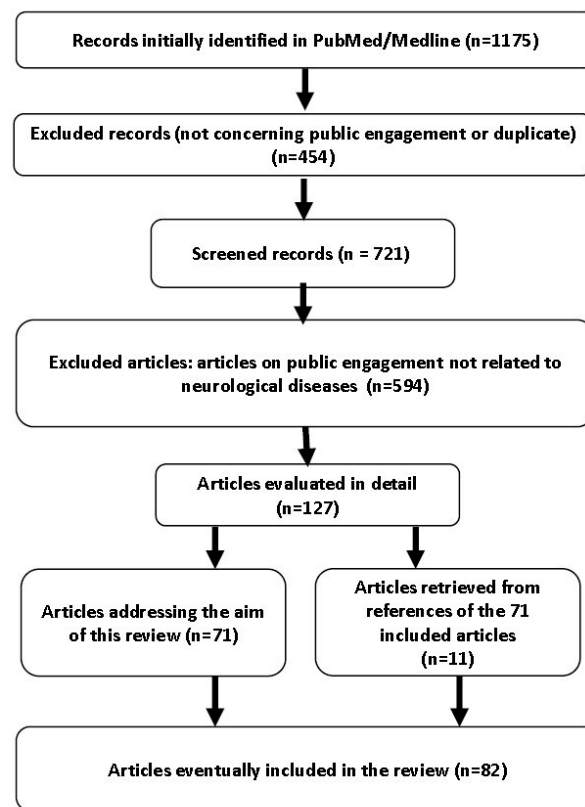 Records initially identified in PubMed/Medline (n=1175)
Excluded records (not concerning public engagement or duplicate)
(n=454)
Screened records (n = 721)
Excluded articles: articles on public engagement not related to
neurological diseases (n=594)
Articles evaluated in detail
(n=127)
Articles addressing the aim
of this review (n=71)
Articles retrieved from
references of the 71
included articles
(n=11)
Articles eventually included in the review (n=82)